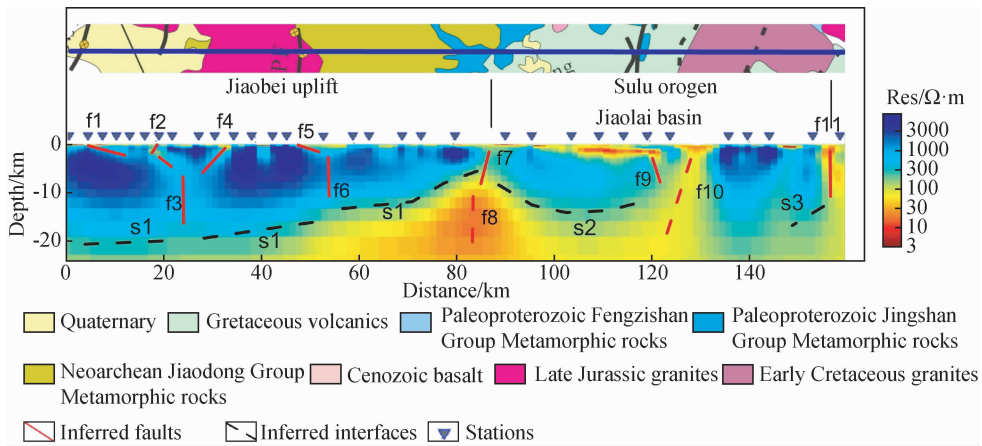 Jiaobei uplift
Sulu orogen
Jiaolai basin
f1 f2 f4 f5 f11
Res/Ω·m
3000
1000
300
300
100
30
10
10
3
Depth/km
0
-10
-20
f3 f6 f7 f8 f9 f10
s1 s1 s1 s2 s3
0 20 40 60 80 100 120 140
Distance/km
Quaternary
Gretaceous volcanics
Paleoproterozoic Fengzishan
Group Metamorphic rocks
Paleoproterozoic Jingshan
Group Metamorphic rocks
Neoarchean Jiaodong Group
Metamorphic rocks
Cenozoic basalt
Late Jurassic granites
Early Cretaceous granites
Inferred faults
Inferred interfaces
Stations